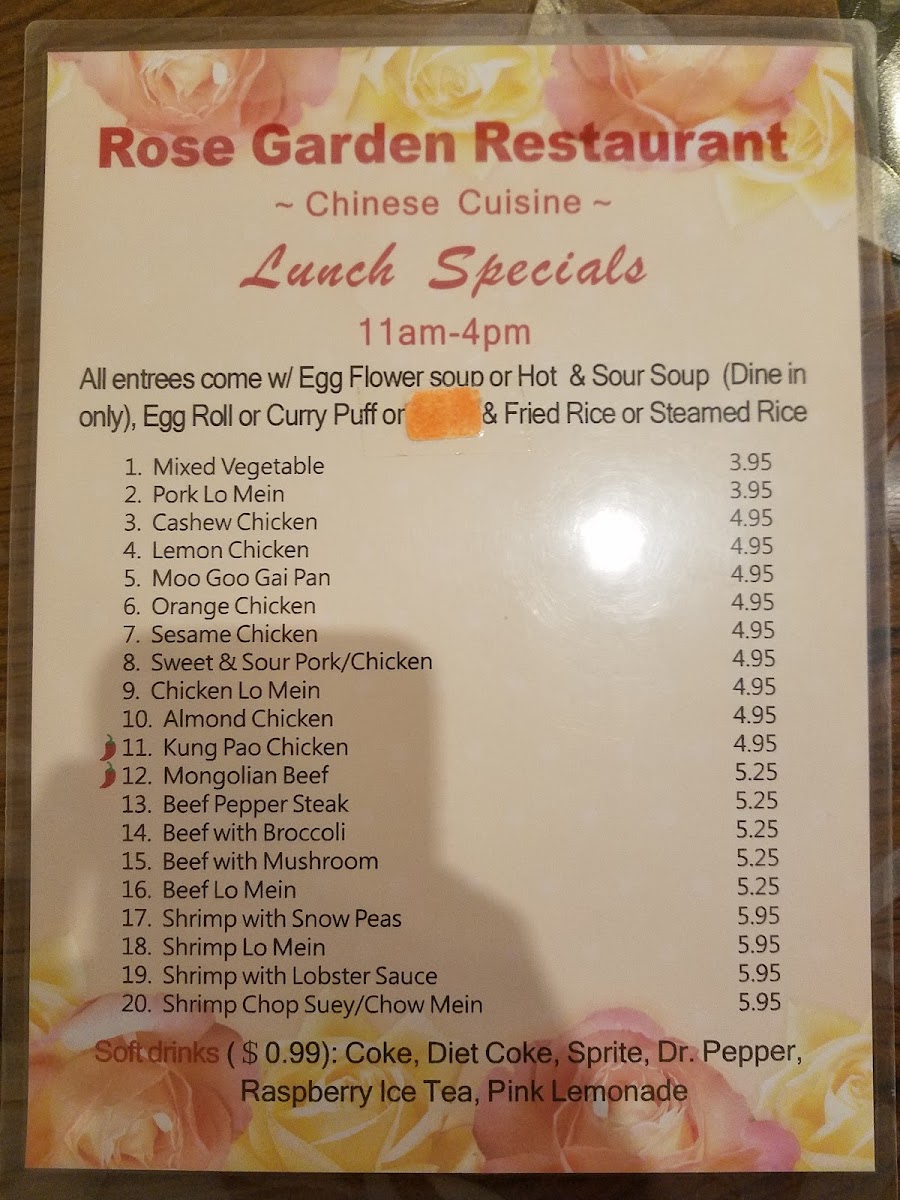 Rose Garden Restaurant
~ Chinese Cuisine ~
Lunch Specials
11am-4pm
All entrees come w/ Egg Flower soup or Hot & Sour Soup (Dine in
only), Egg Roll or Curry Puff or & Fried Rice or Steamed Rice
1. Mixed Vegetable 3.95
2. Pork Lo Mein 3.95
3. Cashew Chicken 4.95
4. Lemon Chicken 4.95
5. Moo Goo Gai Pan 4.95
6. Orange Chicken 4.95
7. Sesame Chicken 4.95
8. Sweet & Sour Pork/Chicken 4.95
9. Chicken Lo Mein 4.95
10. Almond Chicken 4.95
11. Kung Pao Chicken 4.95
12. Mongolian Beef 5.25
13. Beef Pepper Steak 5.25
14. Beef with Broccoli 5.25
15. Beef with Mushroom 5.25
16. Beef Lo Mein 5.25
17. Shrimp with Snow Peas 5.95
18. Shrimp Lo Mein 5.95
19. Shrimp with Lobster Sauce 5.95
20. Shrimp Chop Suey/Chow Mein 5.95
Soft drinks ($0.99): Coke, Diet Coke, Sprite, Dr. Pepper,
Raspberry Ice Tea, Pink Lemonade